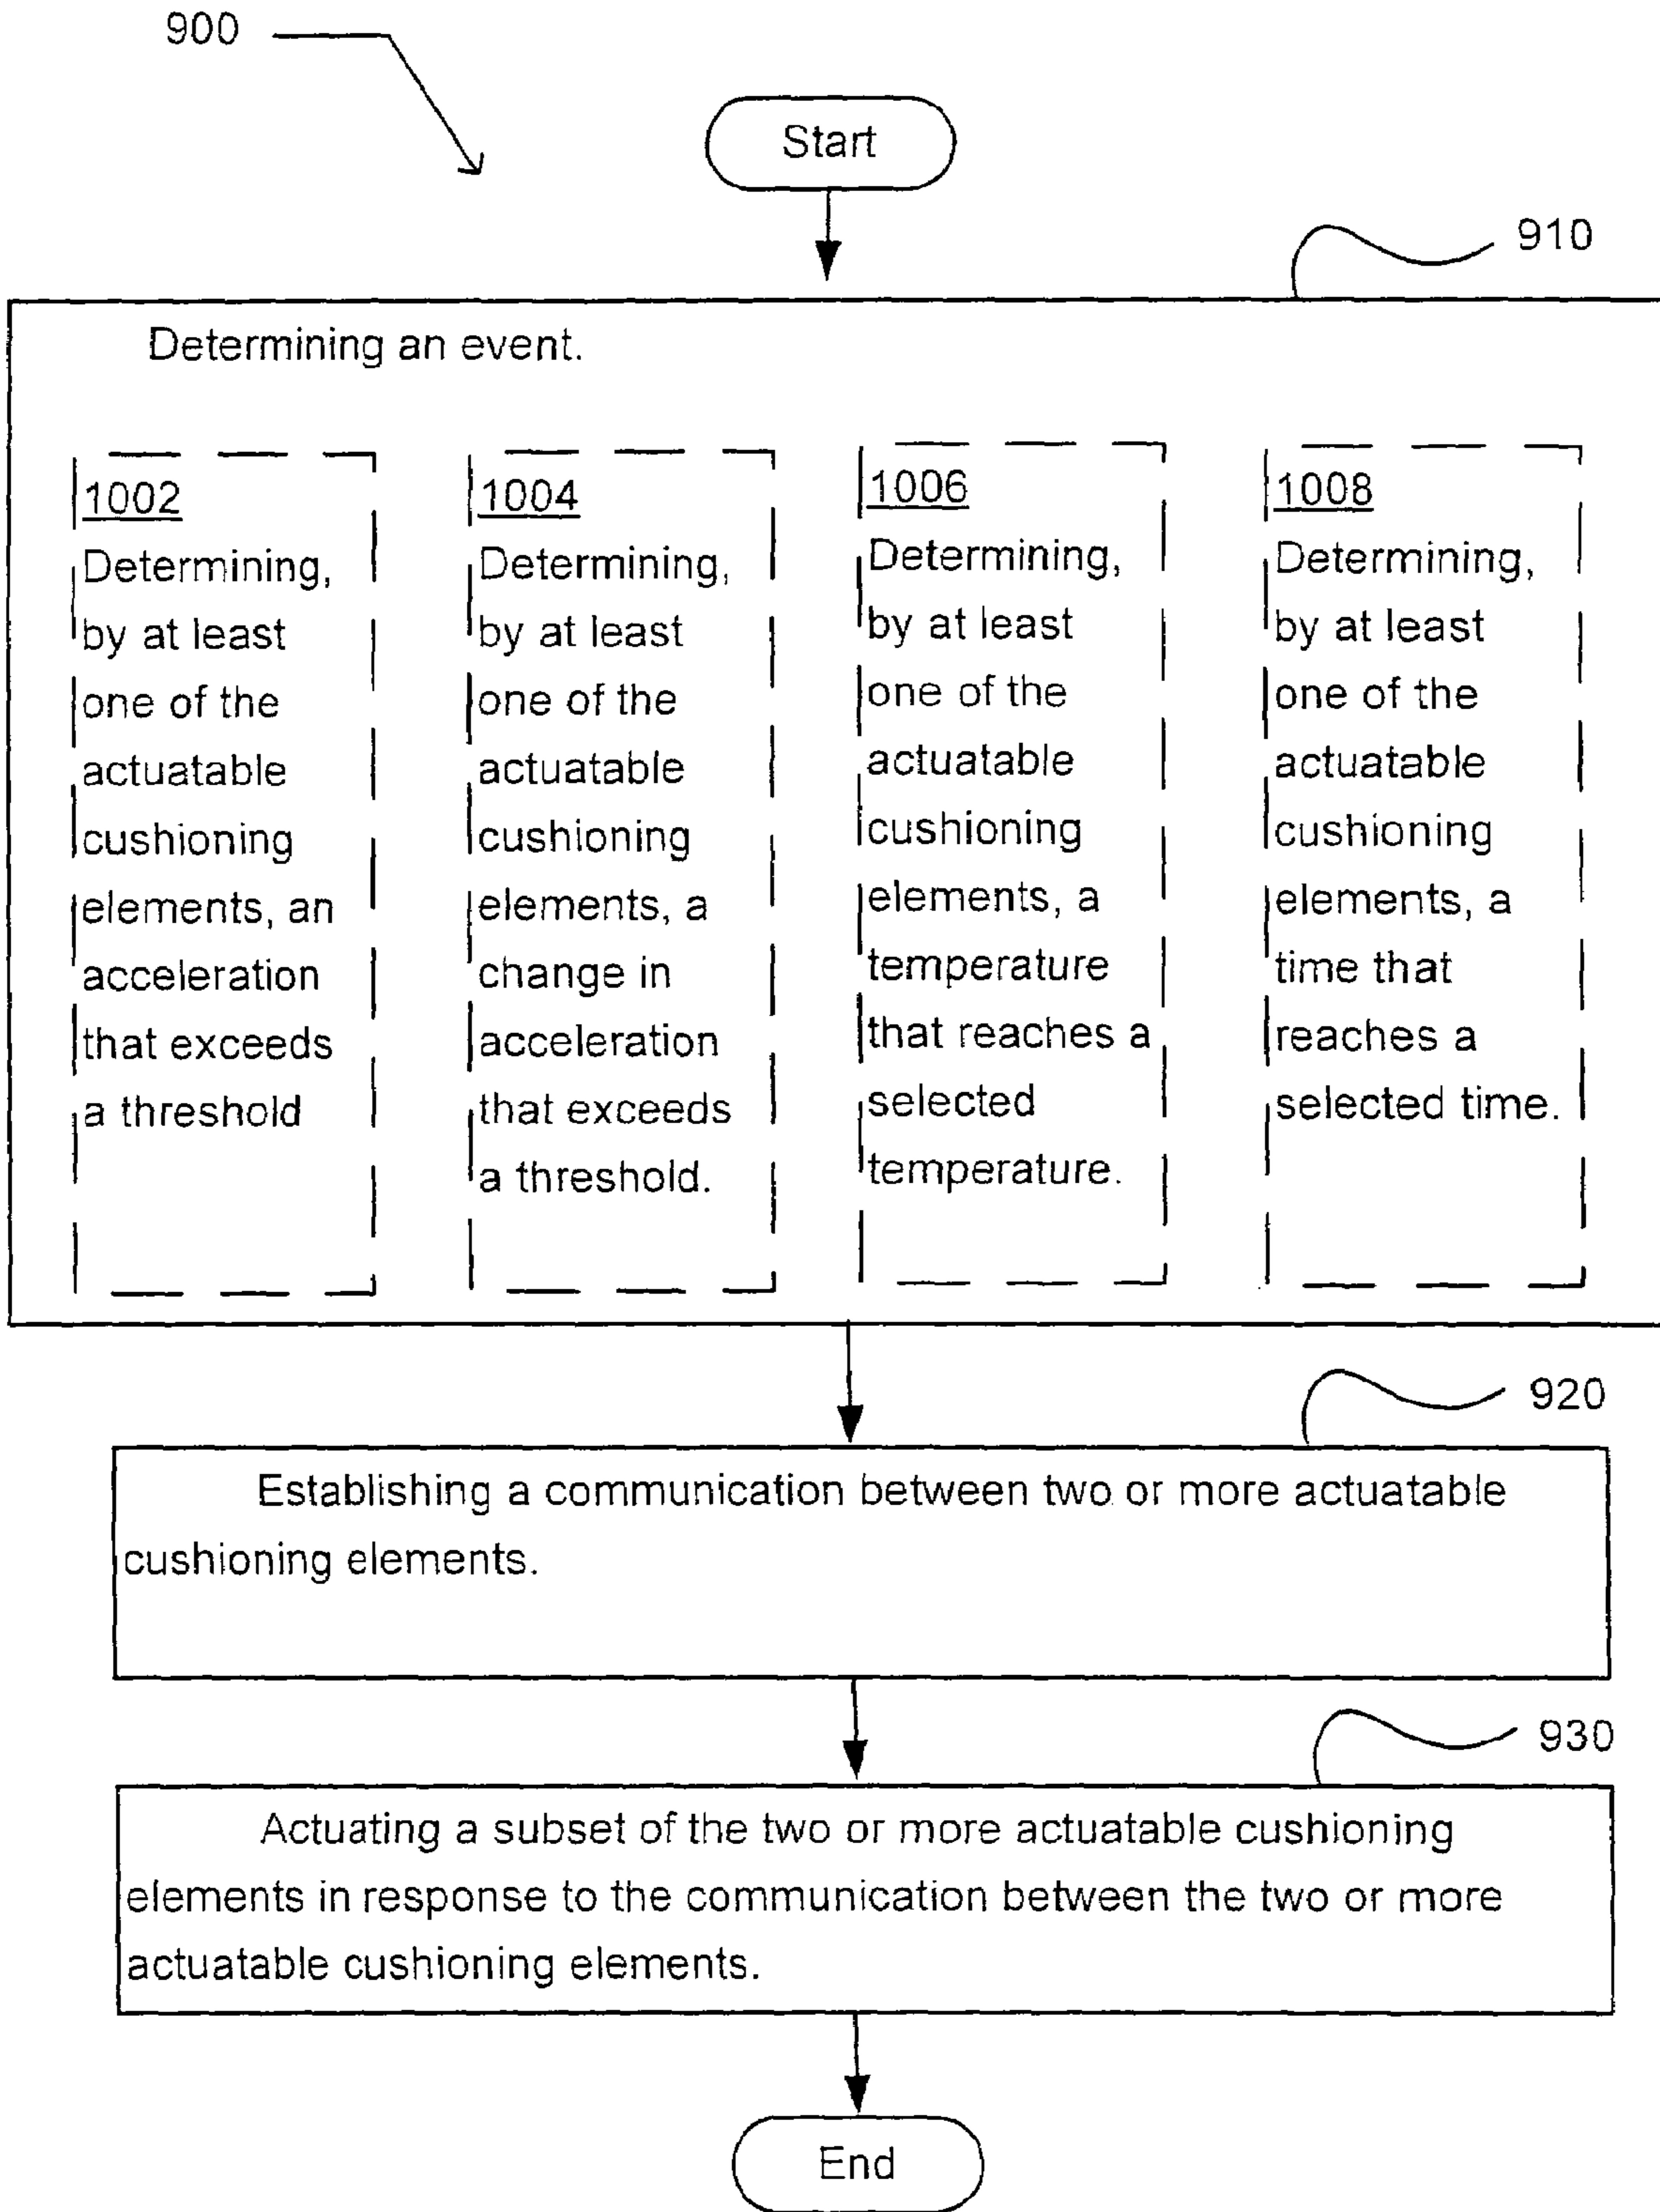 900
Start
910
Determining an event.
1002
Determining,
by at least
one of the
actuatable
cushioning
elements, an
acceleration
that exceeds
a threshold
1004
Determining,
by at least
one of the
actuatable
cushioning
elements, a
change in
acceleration
that exceeds
a threshold.
1006
Determining,
by at least
one of the
actuatable
cushioning
elements, a
temperature
that reaches a
selected
temperature.
1008
Determining,
by at least
one of the
actuatable
cushioning
elements, a
time that
reaches a
selected time.
920
Establishing a communication between two or more actuatable
cushioning elements.
930
Actuating a subset of the two or more actuatable cushioning
elements in response to the communication between the two or more
actuatable cushioning elements.
End